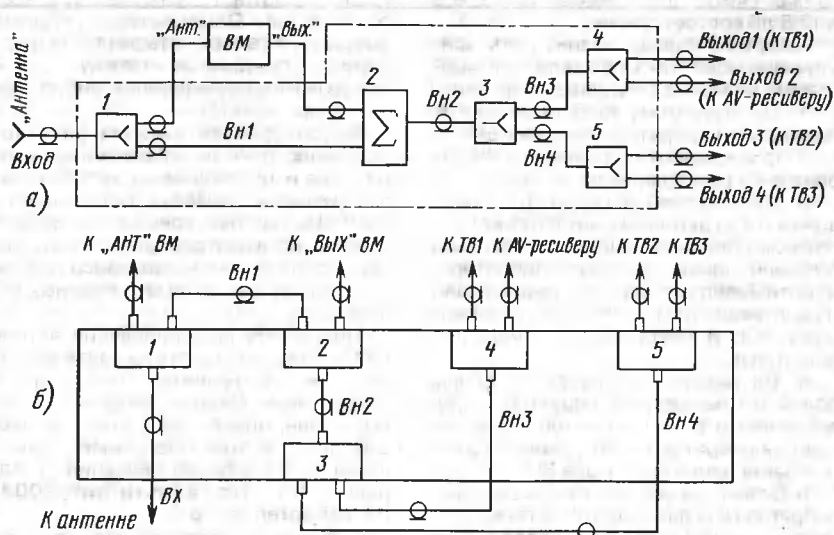 „Антенна"
Вход
1
„Ант."
ВМ
„Вых"
Вн1
2
Σ
Вн2
3
Вн3
Вн4
4
5
Выход 1 (К ТВ1)
Выход 2
(К AV-ресиверу)
Выход 3 (К ТВ2)
Выход 4 (К ТВ3)
а)
К „АНТ" ВМ
Вн1
К „ВЫХ" ВМ
К ТВ1
К AV-ресиверу
К ТВ2
К ТВ3
1
2
4
5
б)
Вн2
Вн3
Вн4
3
ВХ
К антенне